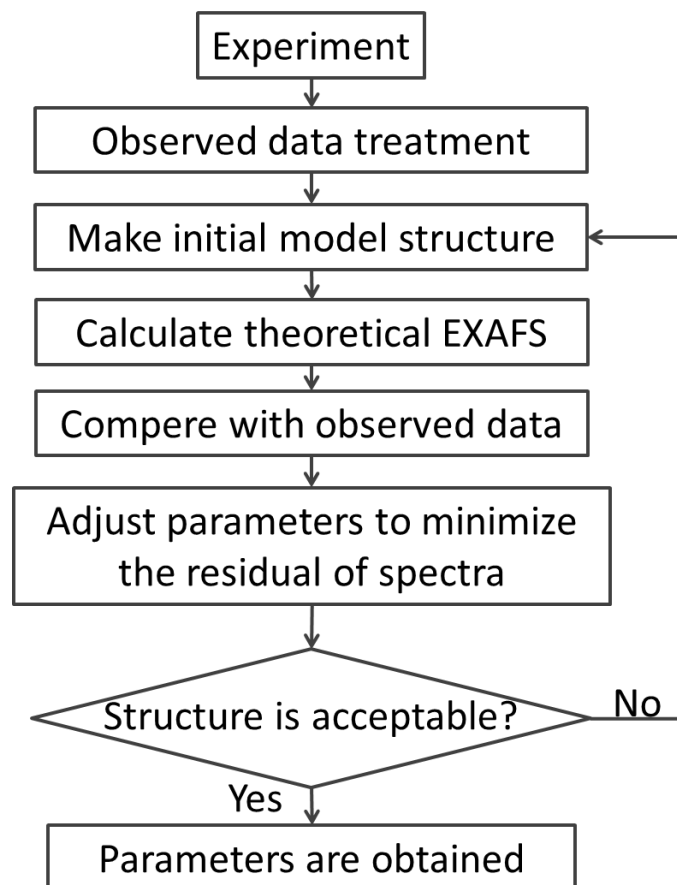 Experiment
Observed data treatment
Make initial model structure
Calculate theoretical EXAFS
Compere with observed data
Adjust parameters to minimize
the residual of spectra
Structure is acceptable?
No
Yes
Parameters are obtained